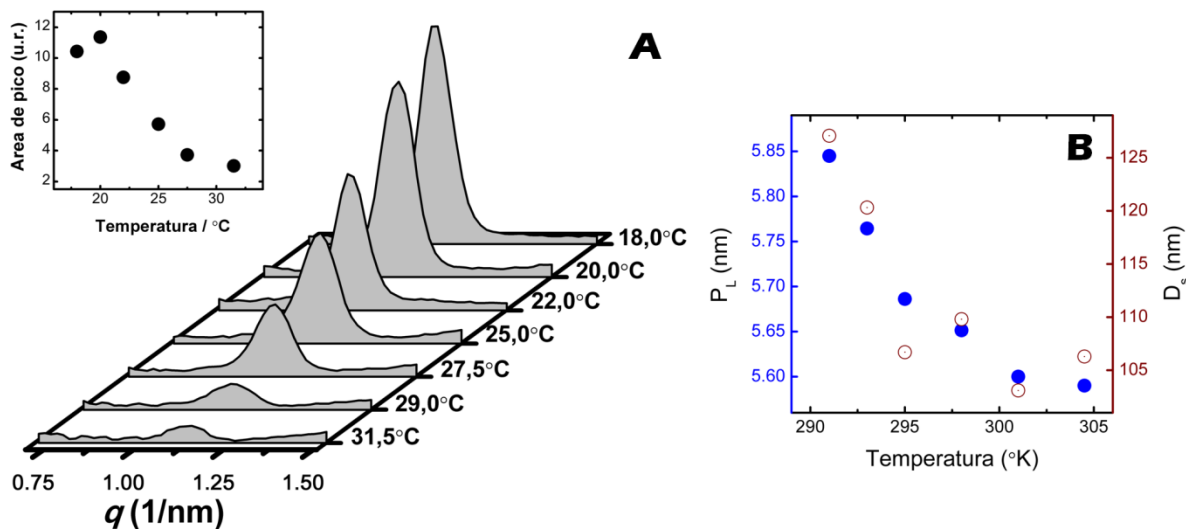 A
Area de pico (u.r.)
12
10
8
6
4
2
20
25
30
Temperatura / °C
18,0°C
20,0°C
22,0°C
25,0°C
27,5°C
29,0°C
31,5°C
0.75
1.00
1.25
1.50
q (1/nm)
B
P_L (nm)
5.85
5.80
5.75
5.70
5.65
5.60
125
120
115
110
105
D_s (nm)
290
295
300
305
Temperatura (°K)